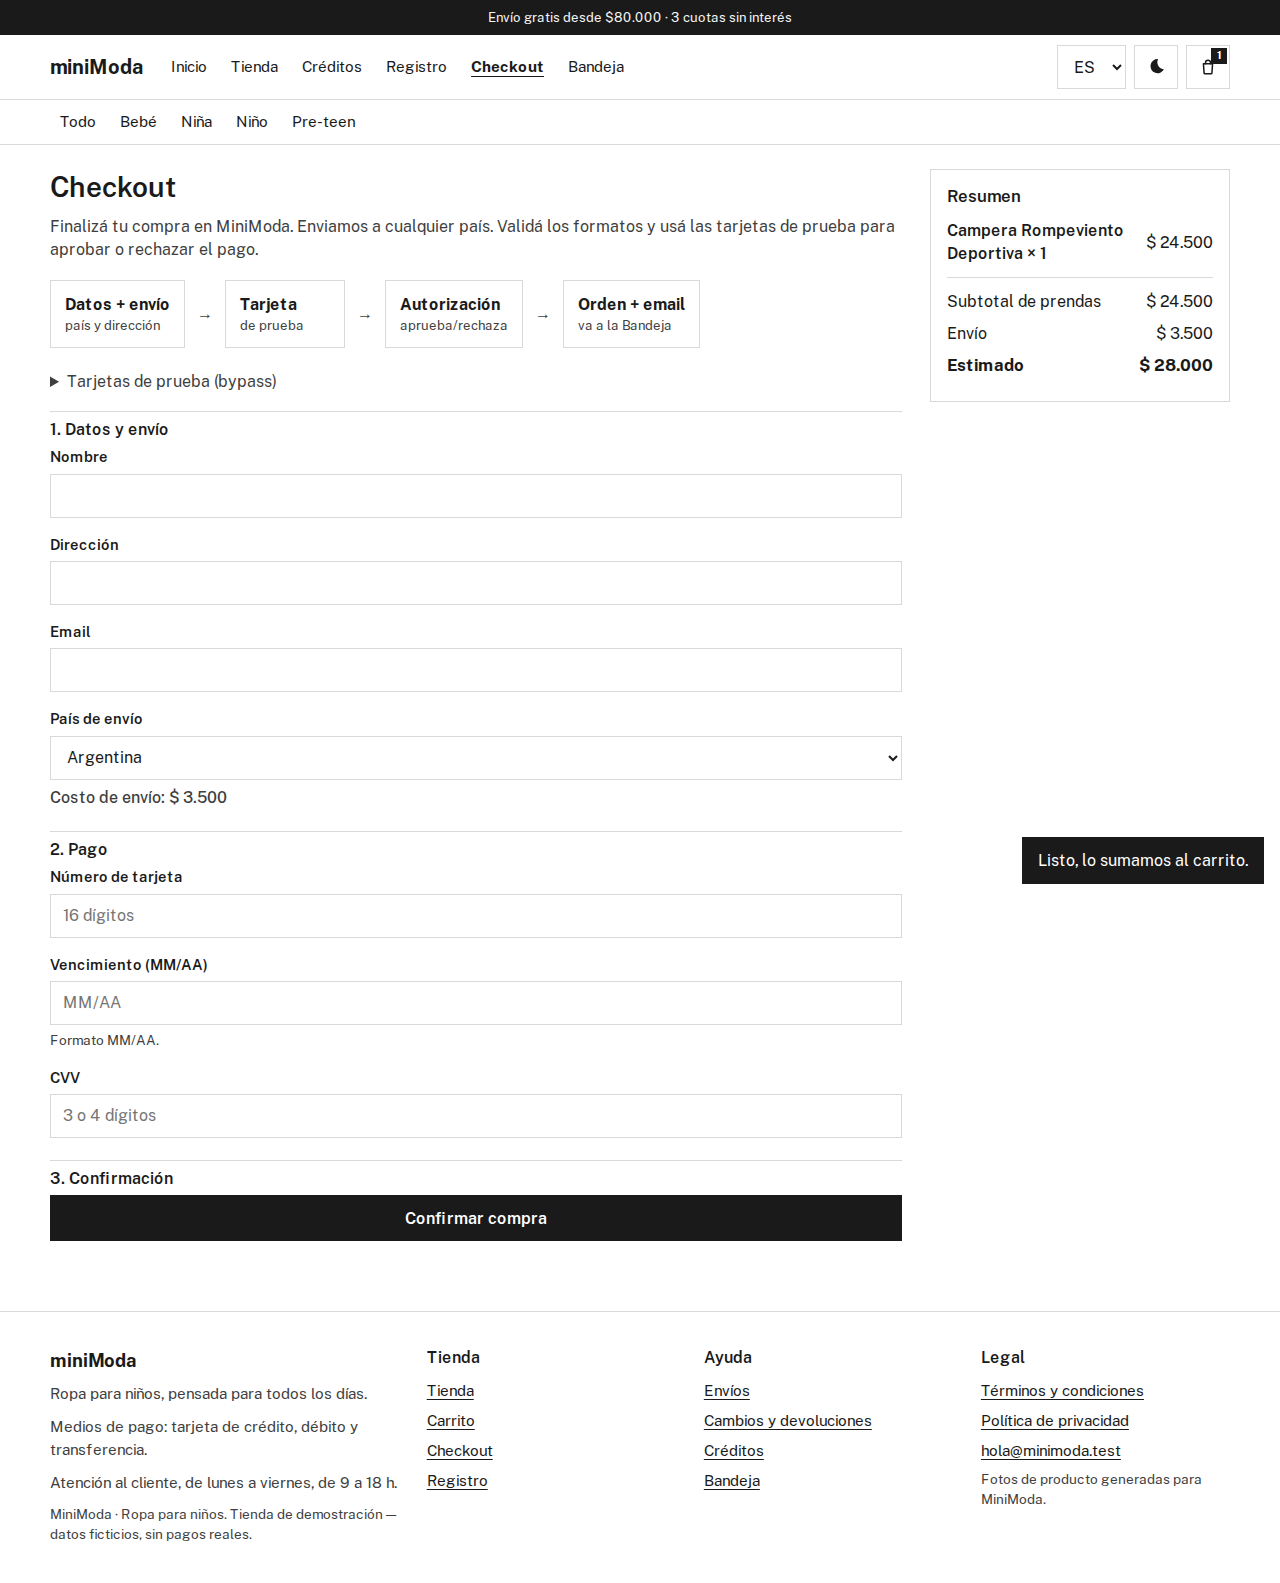 Envío gratis desde $80.000 · 3 cuotas sin interés
miniModa
Inicio
Tienda
Créditos
Registro
Checkout
Bandeja
ES
1
Todo
Bebé
Niña
Niño
Pre-teen
Checkout
Finalizá tu compra en MiniModa. Enviamos a cualquier país. Validá los formatos y usá las tarjetas de prueba para
aprobar o rechazar el pago.
Datos + envío
país y dirección
→
Tarjeta
de prueba
→
Autorización
aprueba/rechaza
→
Orden + email
va a la Bandeja
Tarjetas de prueba (bypass)
1. Datos y envío
Nombre
Dirección
Email
País de envío
Argentina
Costo de envío: $ 3.500
2. Pago
Número de tarjeta
16 dígitos
Vencimiento (MM/AA)
MM/AA
Formato MM/AA.
CVV
3 o 4 dígitos
3. Confirmación
Confirmar compra
Resumen
Campera Rompeviento
Deportiva × 1
$ 24.500
Subtotal de prendas
$ 24.500
Envío
$ 3.500
Estimado
$ 28.000
Listo, lo sumamos al carrito.
miniModa
Ropa para niños, pensada para todos los días.
Medios de pago: tarjeta de crédito, débito y
transferencia.
Atención al cliente, de lunes a viernes, de 9 a 18 h.
MiniModa · Ropa para niños. Tienda de demostración —
datos ficticios, sin pagos reales.
Tienda
Tienda
Carrito
Checkout
Registro
Ayuda
Envíos
Cambios y devoluciones
Créditos
Bandeja
Legal
Términos y condiciones
Política de privacidad
hola@minimoda.test
Fotos de producto generadas para
MiniModa.